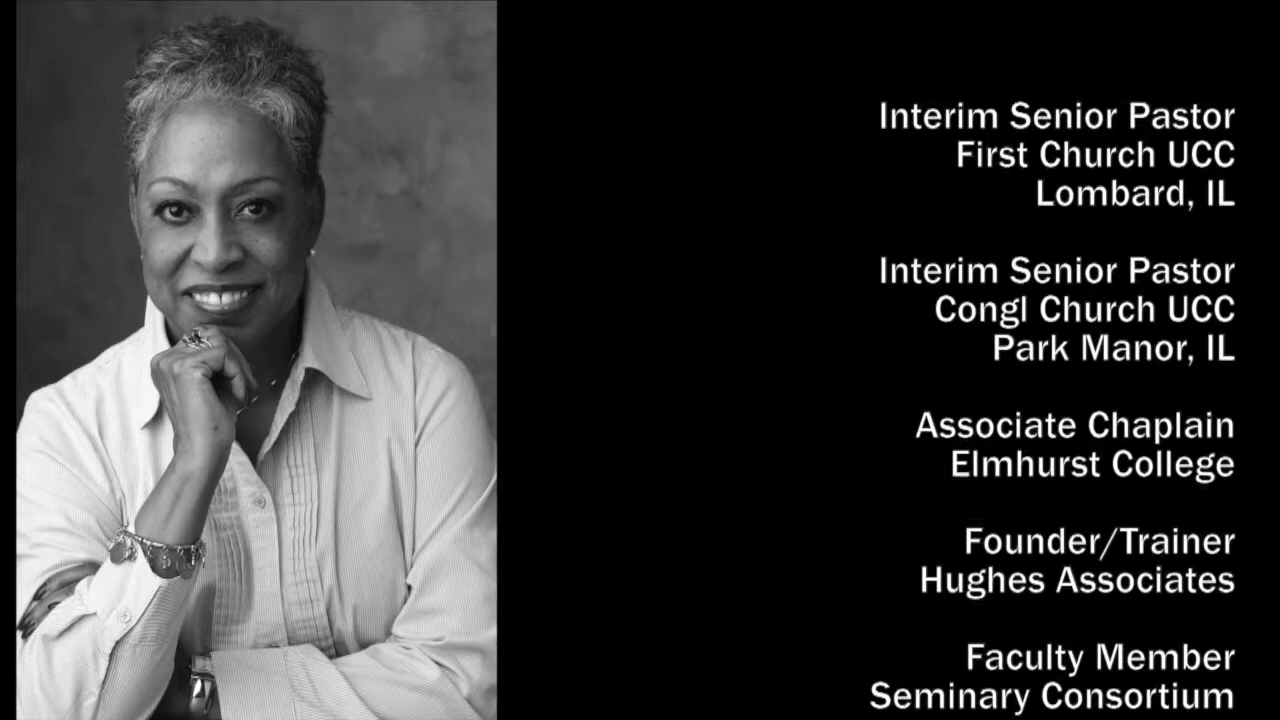 Interim Senior Pastor
First Church UCC
Lombard, IL
Interim Senior Pastor
Congl Church UCC
Park Manor, IL
Associate Chaplain
Elmhurst College
Founder/Trainer
Hughes Associates
Faculty Member
Seminary Consortium